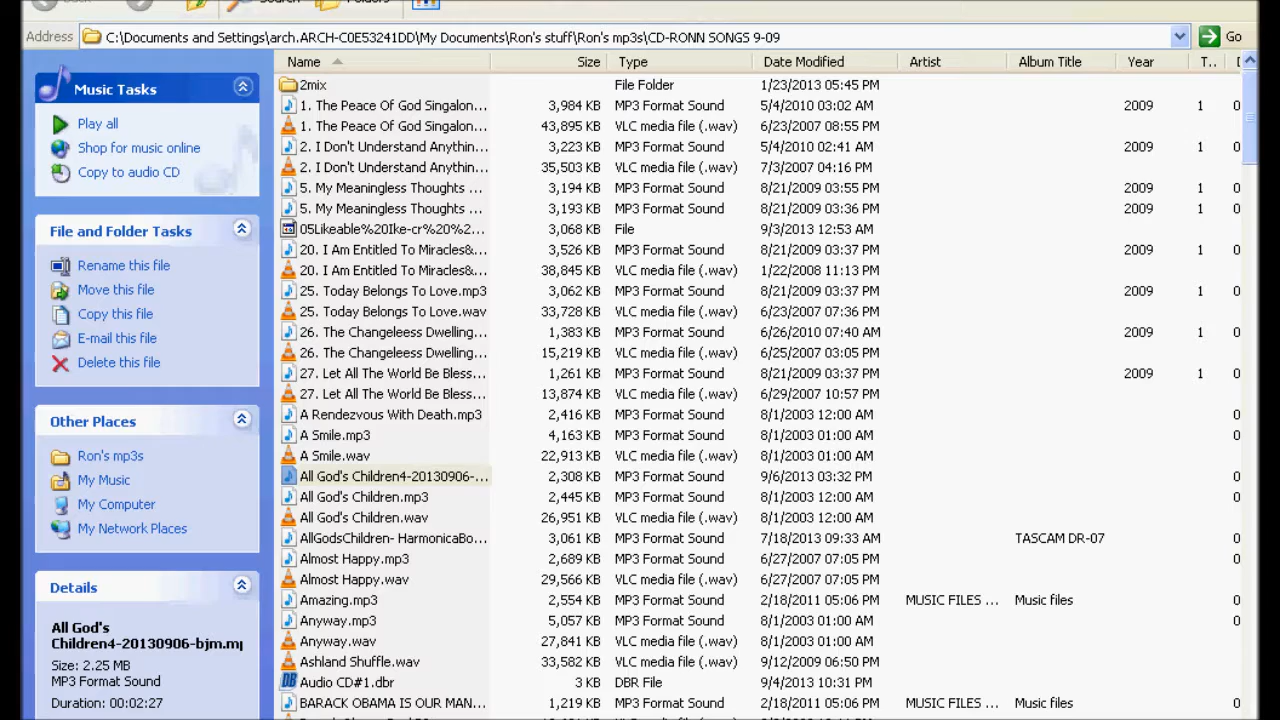 Address C:\Documents and Settings\arch.ARCH-C0E53241DD\My Documents\Ron's stuff\Ron's mp3s\CD-RONN SONGS 9-09 Go
Music Tasks
Play all
Shop for music online
Copy to audio CD
File and Folder Tasks
Rename this file
Move this file
Copy this file
E-mail this file
Delete this file
Other Places
Ron's mp3s
My Music
My Computer
My Network Places
Details
All God's
Children4-20130906-bjm.mp
Size: 2.25 MB
MP3 Format Sound
Duration: 00:02:27
Name Size Type Date Modified Artist Album Title Year T..
2mix File Folder 1/23/2013 05:45 PM
1. The Peace Of God Singalon... 3,984 KB MP3 Format Sound 5/4/2010 03:02 AM 2009 1 0
1. The Peace Of God Singalon... 43,895 KB VLC media file (.wav) 6/23/2007 08:55 PM
2. I Don't Understand Anythin... 3,223 KB MP3 Format Sound 5/4/2010 02:41 AM 2009 1 0
2. I Don't Understand Anythin... 35,503 KB VLC media file (.wav) 7/3/2007 04:16 PM
5. My Meaningless Thoughts ... 3,194 KB MP3 Format Sound 8/21/2009 03:55 PM 2009 1 0
5. My Meaningless Thoughts ... 3,193 KB MP3 Format Sound 8/21/2009 03:36 PM 2009 1 0
05Likeable%20Ike-cr%20%2... 3,068 KB File 9/3/2013 12:53 AM
20. I Am Entitled To Miracles&... 3,526 KB MP3 Format Sound 8/21/2009 03:37 PM 2009 1 0
20. I Am Entitled To Miracles&... 38,845 KB VLC media file (.wav) 1/22/2008 11:13 PM
25. Today Belongs To Love.mp3 3,062 KB MP3 Format Sound 8/21/2009 03:37 PM 2009 1 0
25. Today Belongs To Love.wav 33,728 KB VLC media file (.wav) 6/23/2007 07:36 PM
26. The Changeleess Dwelling... 1,383 KB MP3 Format Sound 6/26/2010 07:40 AM 2009 1 0
26. The Changeleess Dwelling... 15,219 KB VLC media file (.wav) 6/25/2007 03:05 PM
27. Let All The World Be Bless... 1,261 KB MP3 Format Sound 8/21/2009 03:37 PM 2009 1 0
27. Let All The World Be Bless... 13,874 KB VLC media file (.wav) 6/29/2007 10:57 PM
A Rendezvous With Death.mp3 2,416 KB MP3 Format Sound 8/1/2003 12:00 AM 0
A Smile.mp3 4,163 KB MP3 Format Sound 8/1/2003 01:00 AM 0
A Smile.wav 22,913 KB VLC media file (.wav) 8/1/2003 01:00 AM
All God's Children4-20130906-... 2,308 KB MP3 Format Sound 9/6/2013 03:32 PM 0
All God's Children.mp3 2,445 KB MP3 Format Sound 8/1/2003 12:00 AM 0
All God's Children.wav 26,951 KB VLC media file (.wav) 8/1/2003 12:00 AM
AllGodsChildren- HarmonicaBo... 3,061 KB MP3 Format Sound 7/18/2013 09:33 AM TASCAM DR-07 0
Almost Happy.mp3 2,689 KB MP3 Format Sound 6/27/2007 07:05 PM 0
Almost Happy.wav 29,566 KB VLC media file (.wav) 6/27/2007 07:05 PM
Amazing.mp3 2,554 KB MP3 Format Sound 2/18/2011 05:06 PM MUSIC FILES ... Music files 0
Anyway.mp3 5,057 KB MP3 Format Sound 8/1/2003 01:00 AM 0
Anyway.wav 27,841 KB VLC media file (.wav) 8/1/2003 01:00 AM
Ashland Shuffle.wav 33,582 KB VLC media file (.wav) 9/12/2009 06:50 PM
Audio CD#1.dbr 3 KB DBR File 9/4/2013 10:31 PM
BARACK OBAMA IS OUR MAN... 1,219 KB MP3 Format Sound 2/18/2011 05:06 PM MUSIC FILES ... Music files 0